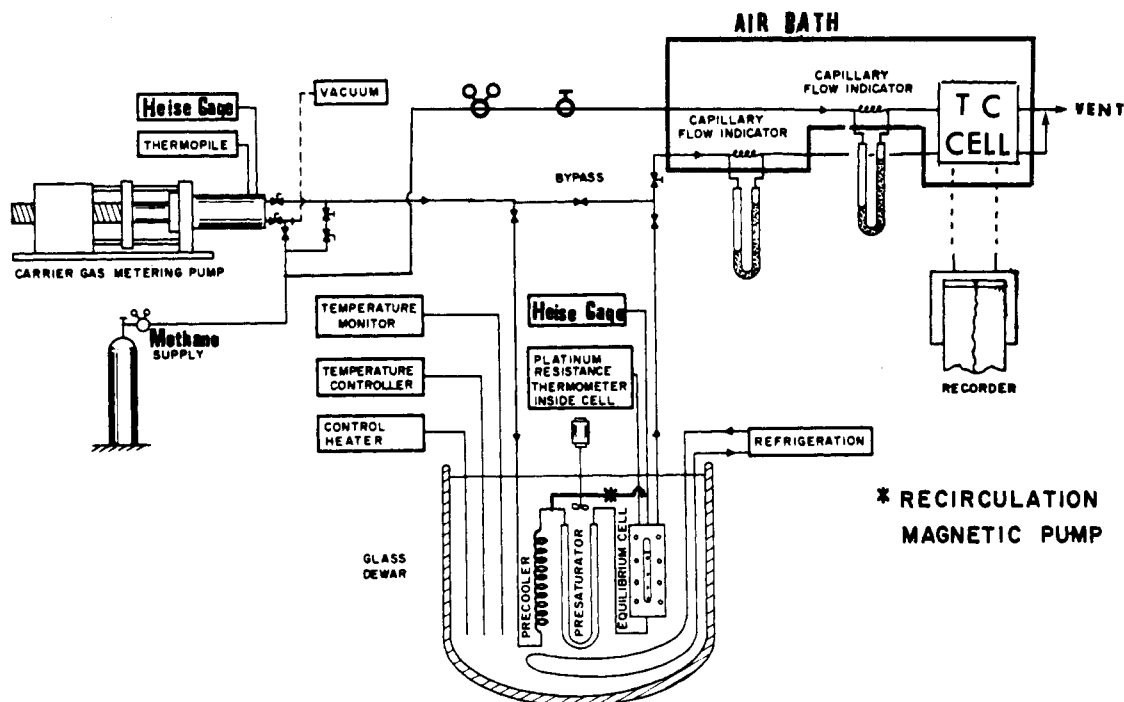 AIR BATH
CAPILLARY
FLOW INDICATOR
VACUUM
Heise Gage
CAPILLARY
FLOW INDICATOR
T C
CELL
VENT
THERMOPILE
BYPASS
CARRIER GAS METERING PUMP
TEMPERATURE
MONITOR
Heise Gage
Methane
SUPPLY
PLATINUM
RESISTANCE
THERMOMETER
INSIDE CELL
TEMPERATURE
CONTROLLER
RECORDER
CONTROL
HEATER
REFRIGERATION
* RECIRCULATION
MAGNETIC PUMP
*
GLASS
DEWAR
PRECOOLER
PRESATURATOR
EQUILIBRIUM CELL